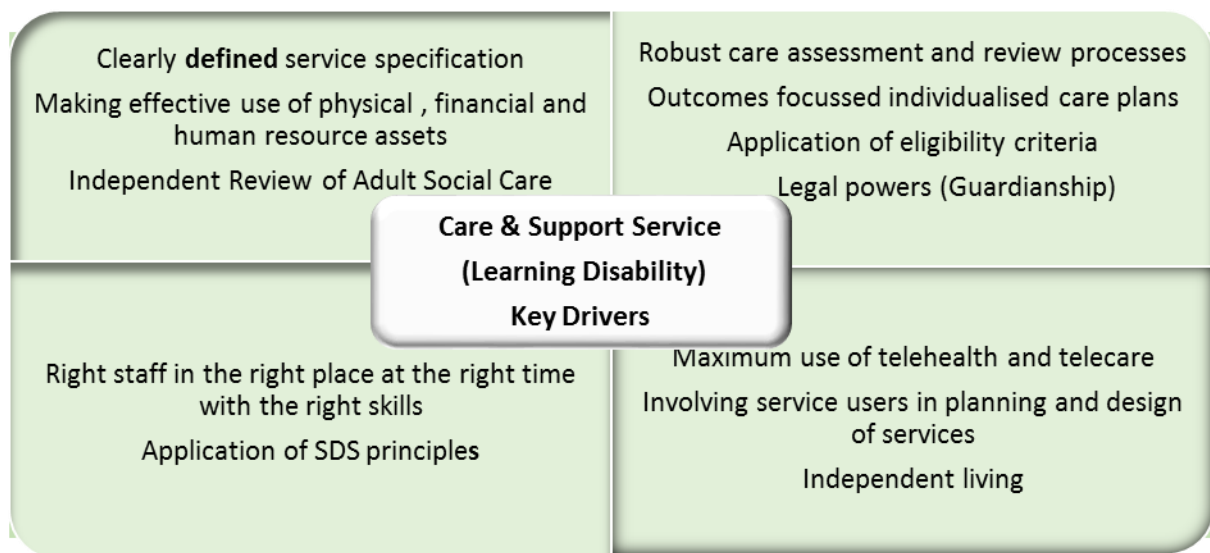 Clearly defined service specification
Making effective use of physical , financial and
human resource assets
Independent Review of Adult Social Care
Robust care assessment and review processes
Outcomes focussed individualised care plans
Application of eligibility criteria
Legal powers (Guardianship)
Care & Support Service
(Learning Disability)
Key Drivers
Right staff in the right place at the right time
with the right skills
Application of SDS principles
Maximum use of telehealth and telecare
Involving service users in planning and design
of services
Independent living